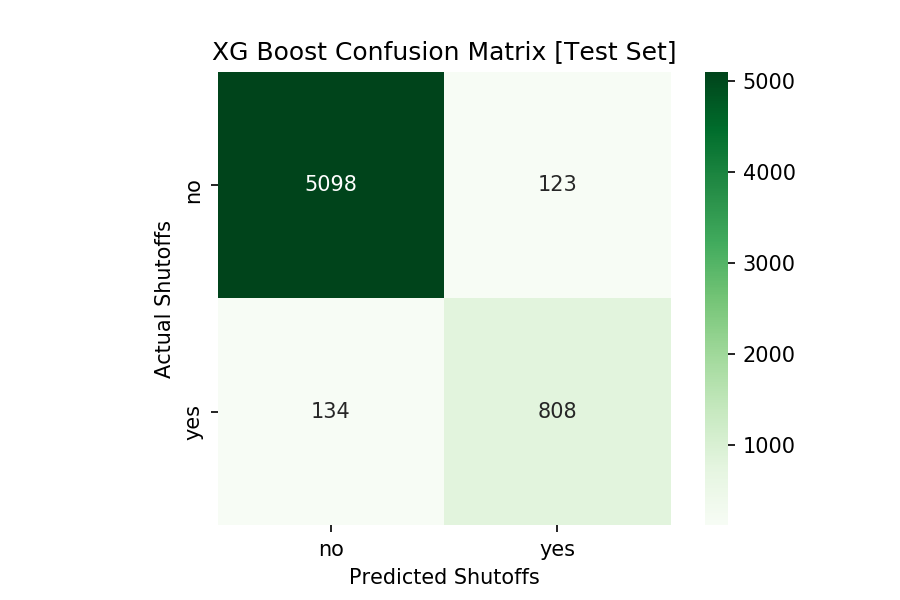 XG Boost Confusion Matrix [Test Set]
5098
123
134
808
no
yes
Actual Shutoffs
no
yes
Predicted Shutoffs
5000
4000
3000
2000
1000